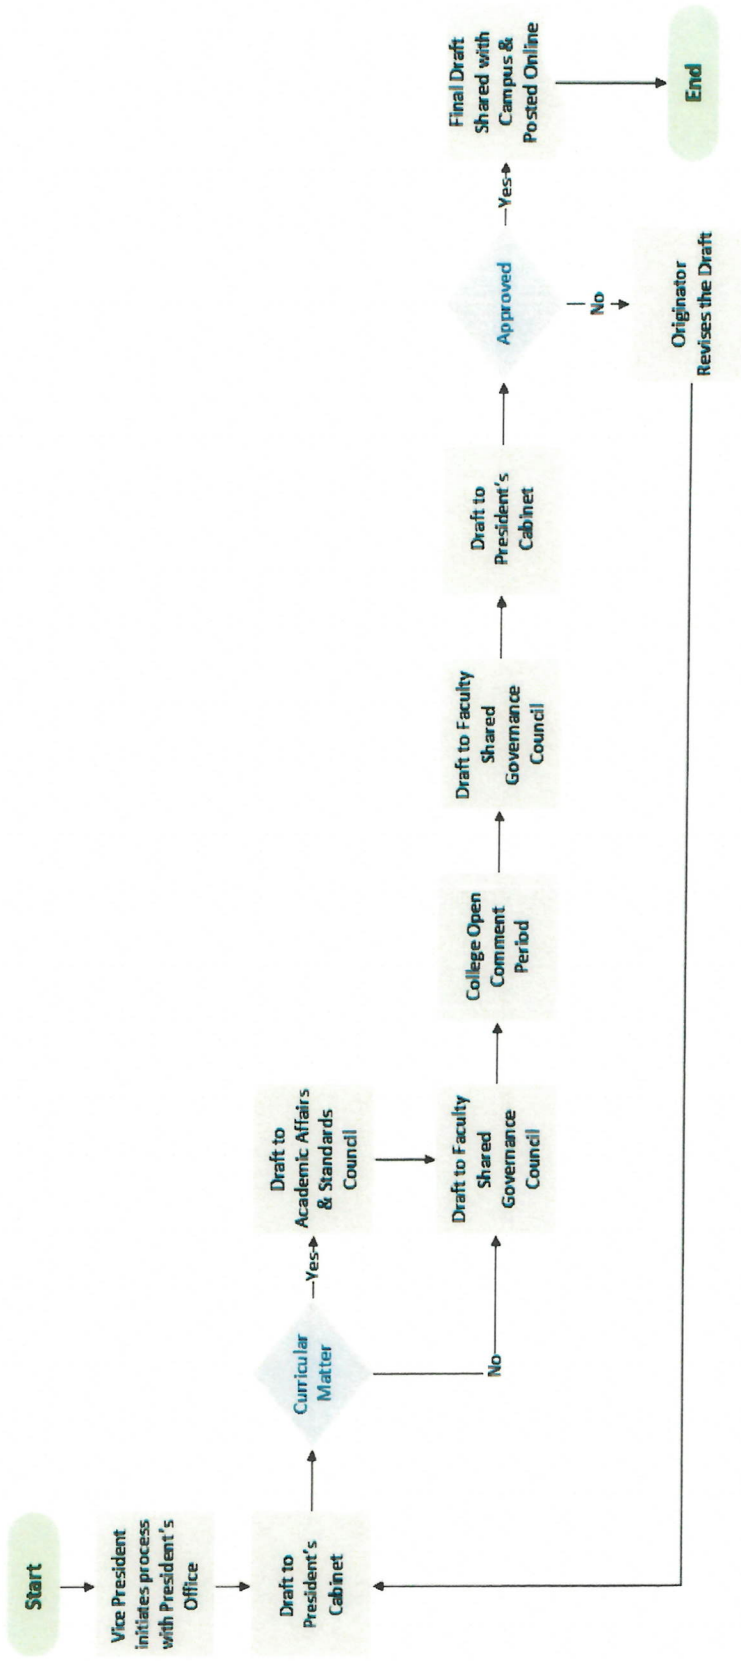 Start
Vice President
initiates process
with President's
Office
Draft to
President's
Cabinet
Curricular
Matter
Yes
Draft to
Academic Affairs
& Standards
Council
No
Draft to Faculty
Shared
Governance
Council
College Open
Comment
Period
Draft to Faculty
Shared
Governance
Council
Draft to
President's
Cabinet
Approved
Yes
Final Draft
Shared with
Campus &
Posted Online
No
Originator
Revises the Draft
End